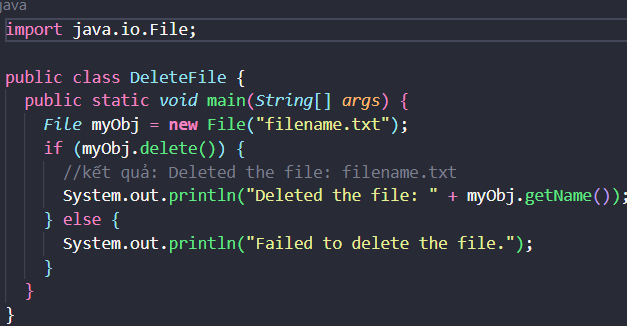 java
import java.io.File;
public class DeleteFile {
public static void main(String[] args) {
File myObj = new File("filename.txt");
if (myObj.delete()) {
//kết quả: Deleted the file: filename.txt
System.out.println("Deleted the file: " + myObj.getName());
} else {
System.out.println("Failed to delete the file.");
}
}
}